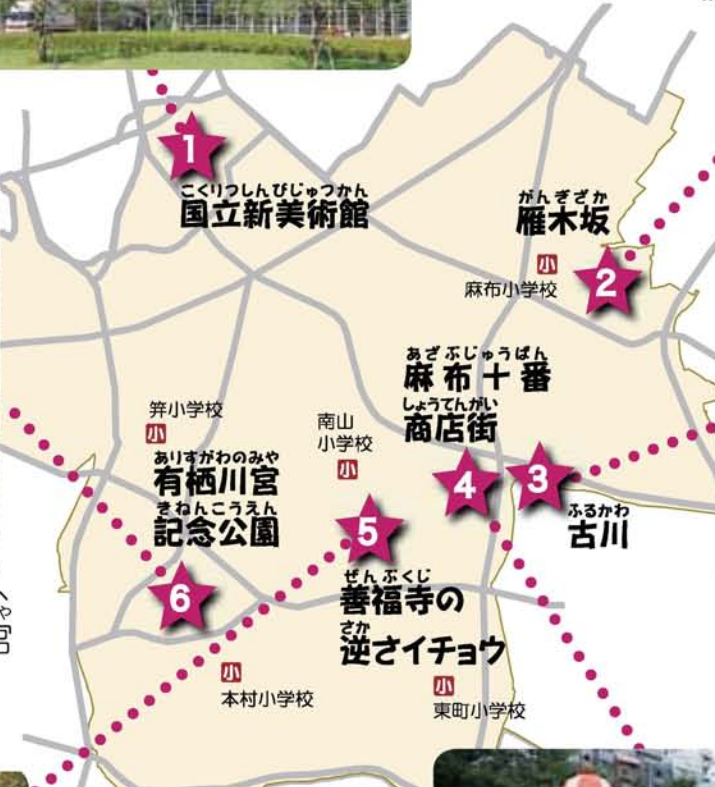 1
こくりつしんびじゅつかん
国立新美術館
がんぎざか
雁木坂
小
麻布小学校
2
あざぶじゅうばん
麻布十番
しょうてんがい
商店街
4
3
ふるかわ
古川
笄小学校
小
ありすがわのみや
有栖川宮
きねんこうえん
記念公園
6
南山
小学校
小
5
ぜんぷくじ
善福寺の
さか
逆さイチョウ
小
本村小学校
小
東町小学校